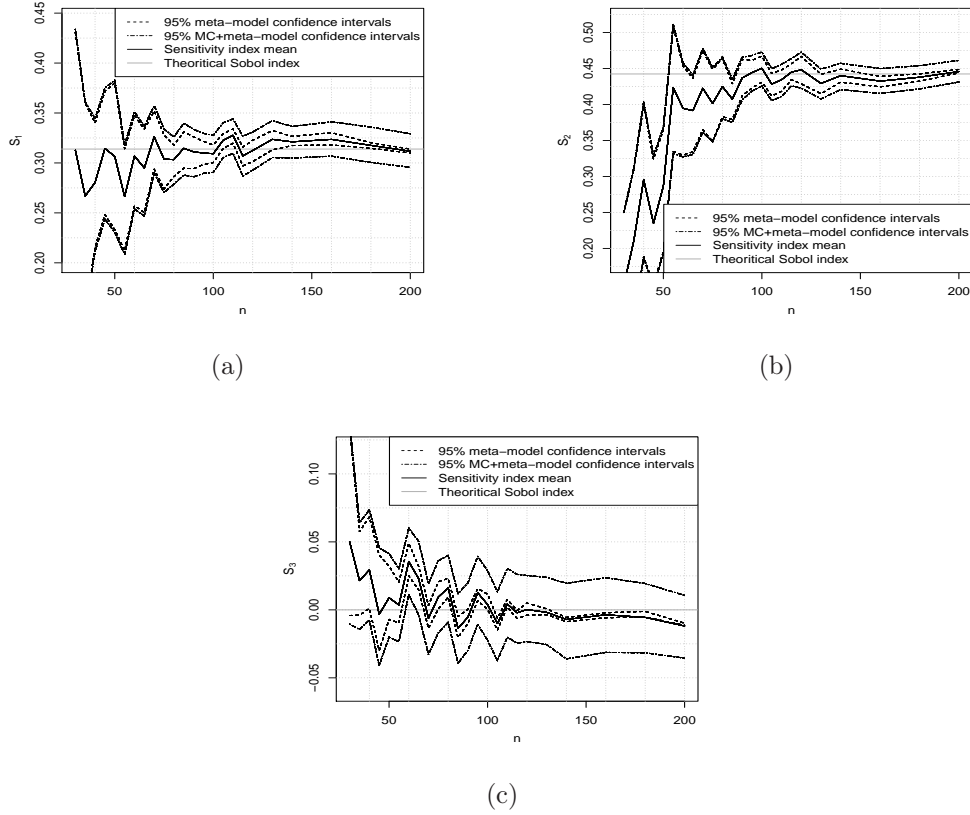 95% meta−model confidence intervals
95% MC+meta−model confidence intervals
Sensitivity index mean
Theoritical Sobol index
0.20
0.25
0.30
0.35
0.40
0.45
S1
50
100
150
200
n
(a)
0.20
0.25
0.30
0.35
0.40
0.45
0.50
S2
95% meta−model confidence intervals
95% MC+meta−model confidence intervals
Sensitivity index mean
Theoritical Sobol index
50
100
150
200
n
(b)
95% meta−model confidence intervals
95% MC+meta−model confidence intervals
Sensitivity index mean
Theoritical Sobol index
−0.05
0.00
0.05
0.10
S3
50
100
150
200
n
(c)